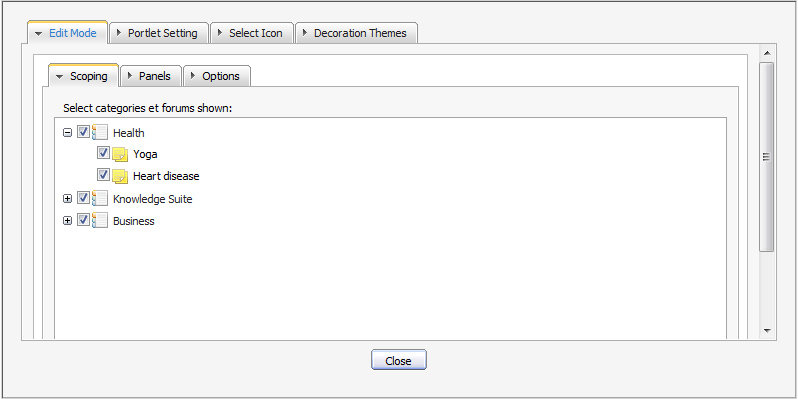 Edit Mode Portlet Setting Select Icon Decoration Themes
Scoping Panels Options
Select categories et forums shown:
Health
Yoga
Heart disease
Knowledge Suite
Business
Close